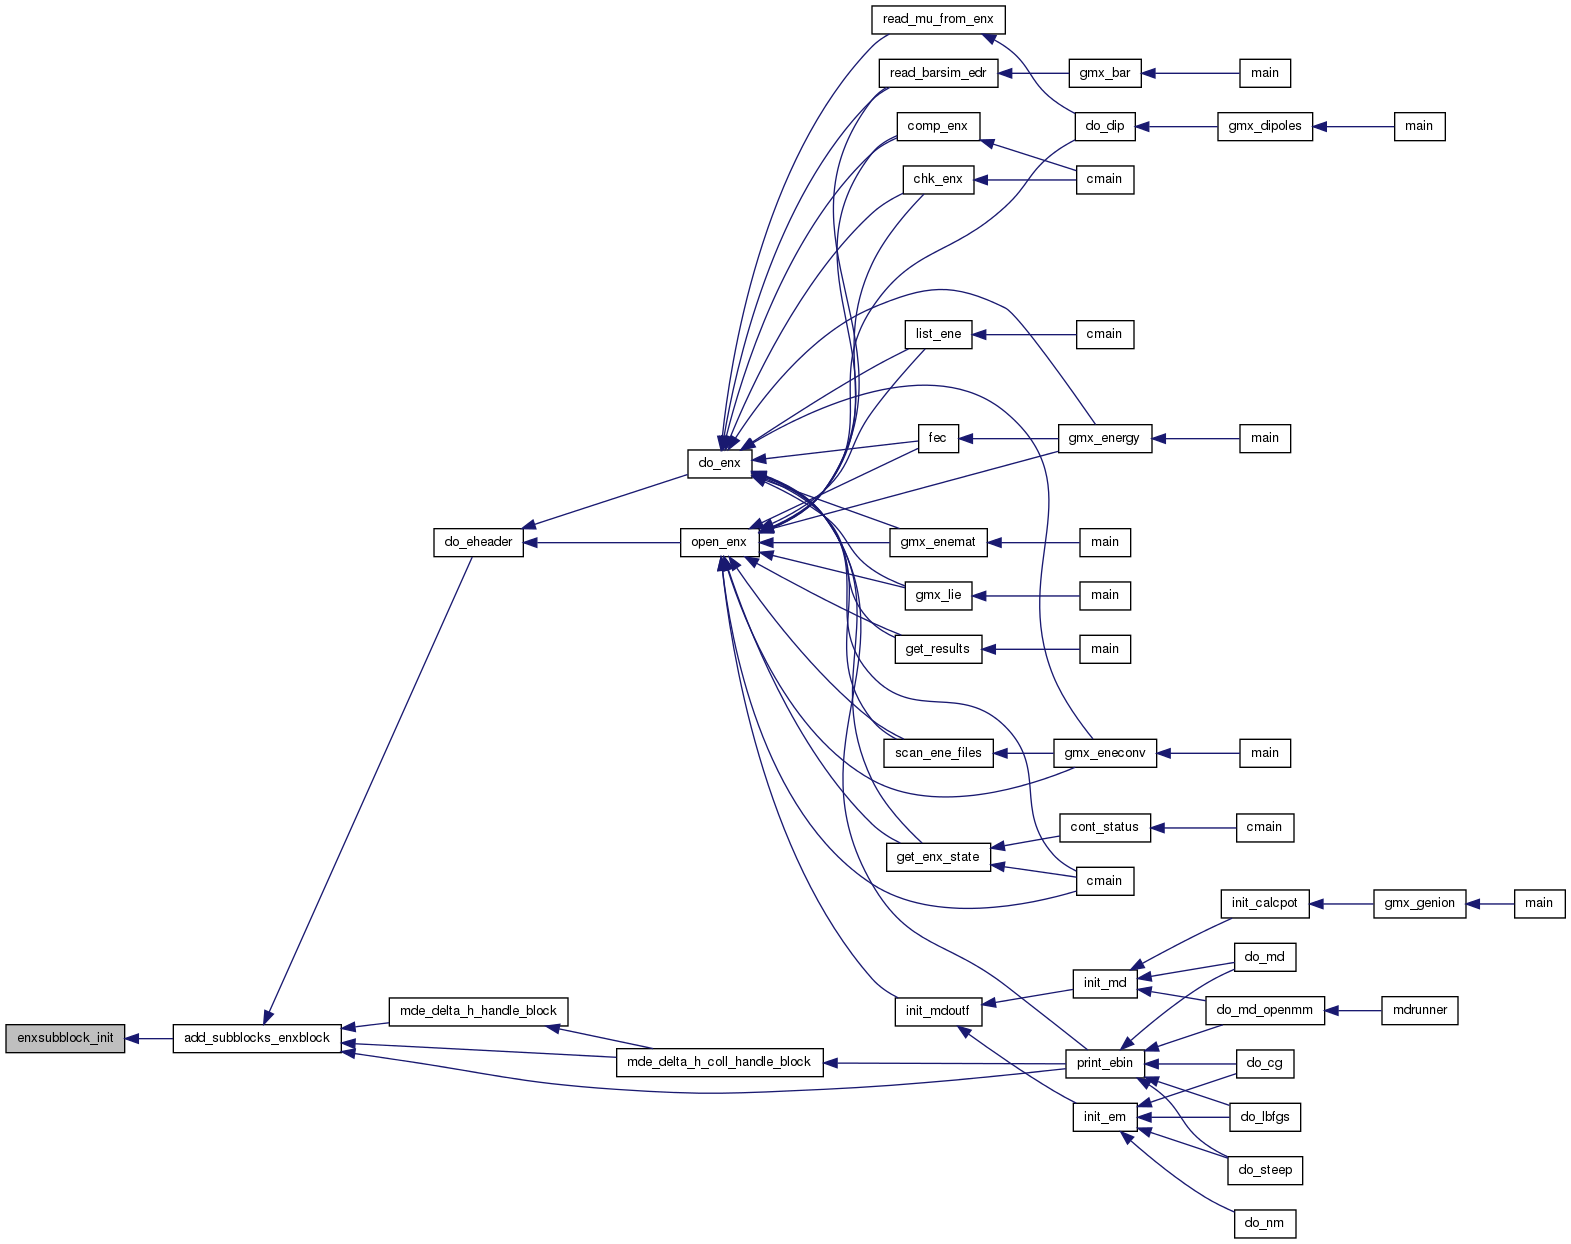 read_mu_from_enx
read_barsim_edr
gmx_bar
main
comp_enx
do_dip
gmx_dipoles
main
chk_enx
cmain
list_ene
cmain
fec
gmx_energy
main
do_enx
do_eheader
open_enx
gmx_enemat
main
gmx_lie
main
get_results
main
scan_ene_files
gmx_eneconv
main
cont_status
cmain
get_enx_state
cmain
init_calcpot
gmx_genion
main
do_md
init_md
mde_delta_h_handle_block
init_mdoutf
do_md_openmm
mdrunner
enxsubblock_init
add_subblocks_enxblock
mde_delta_h_coll_handle_block
print_ebin
do_cg
init_em
do_lbfgs
do_steep
do_nm